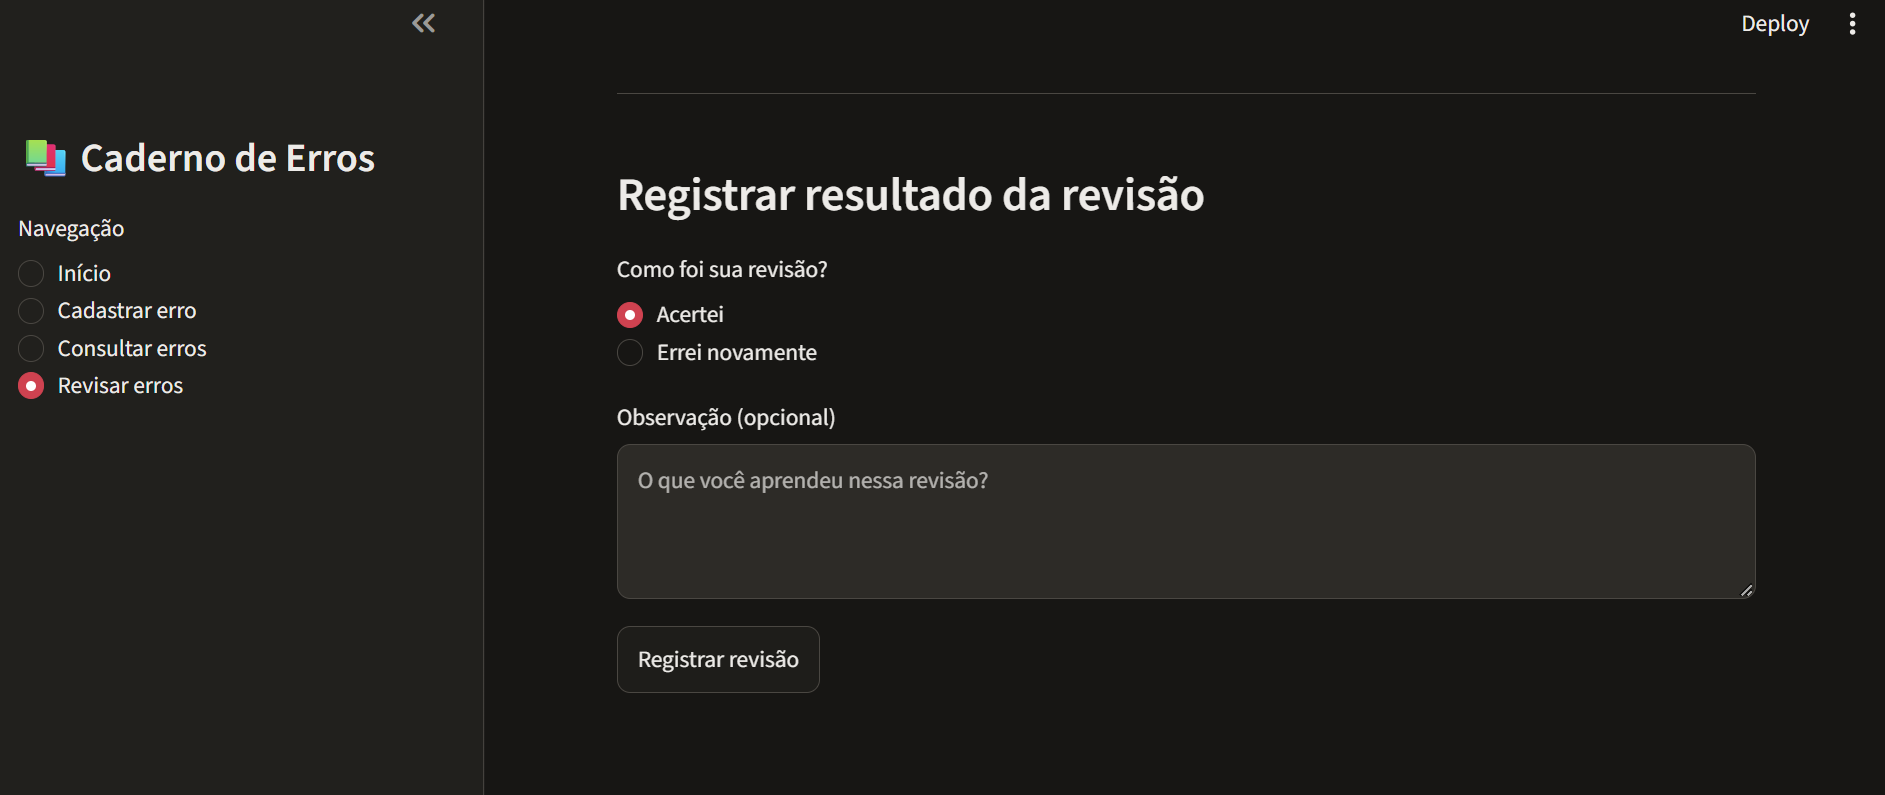 Deploy
Caderno de Erros
Navegação
Início
Cadastrar erro
Consultar erros
Revisar erros
Registrar resultado da revisão
Como foi sua revisão?
Acertei
Errei novamente
Observação (opcional)
O que você aprendeu nessa revisão?
Registrar revisão